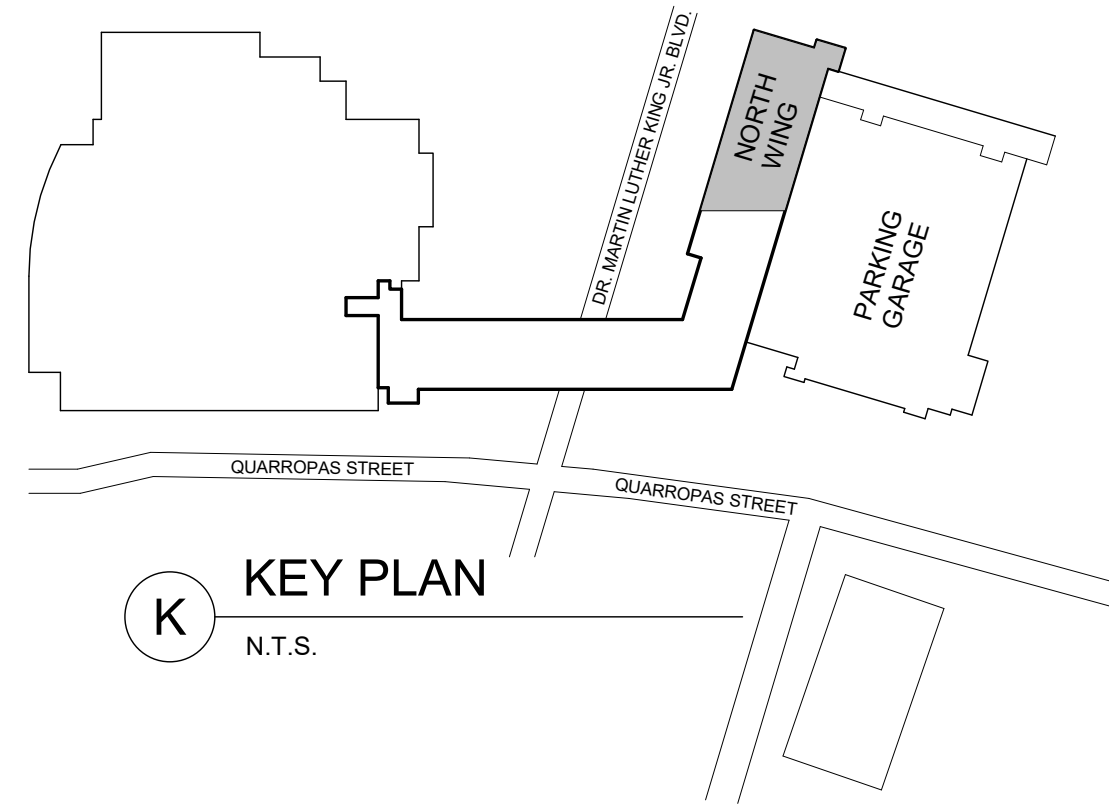 DR. MARTIN LUTHER KING JR. BLVD.
NORTH
WING
PARKING
GARAGE
QUARROPAS STREET
QUARROPAS STREET
K
KEY PLAN
N.T.S.